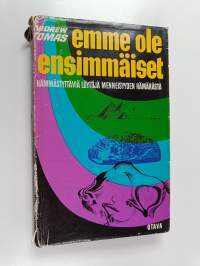 ANDREW
TOMAS
emme ole
ensimmäiset
HÄMMÄSTYTTÄVIÄ LÖYTÖJÄ MENNEISYYDEN HÄMÄRÄSTÄ
OTAVA